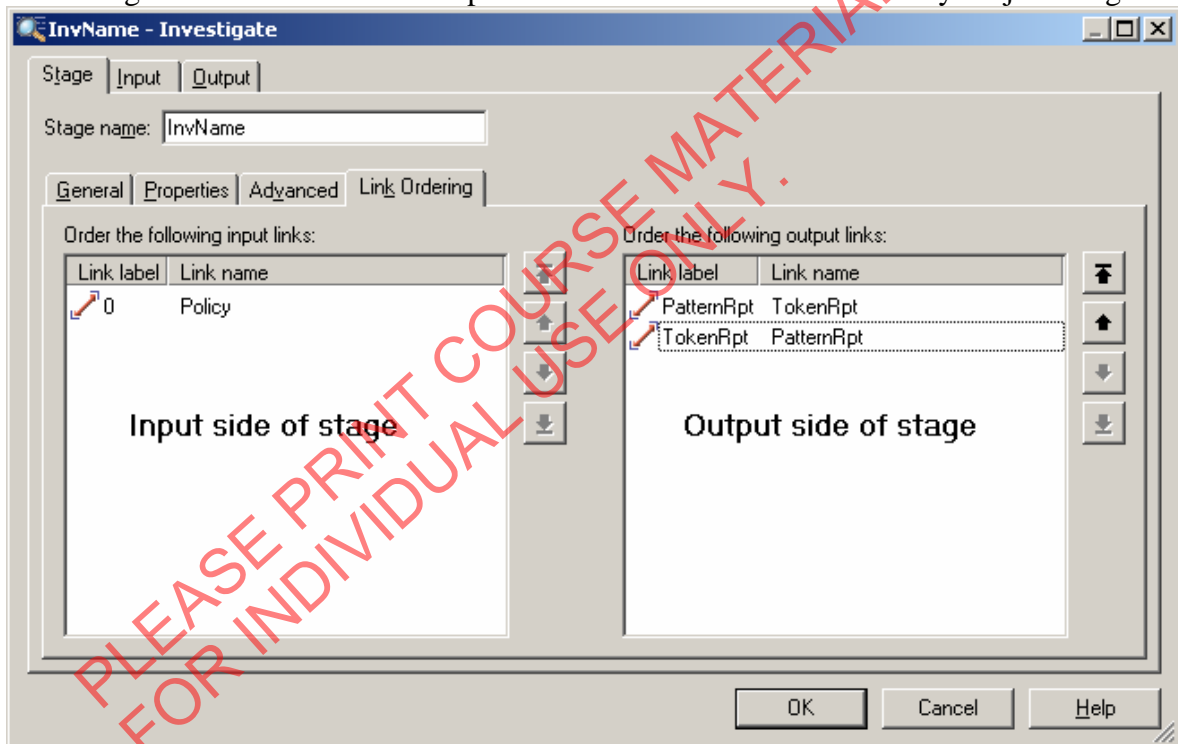 InvName - Investigate
Stage Input Output
Stage name: InvName
General Properties Advanced Link Ordering
Order the following input links:
Link label Link name
0 Policy
Input side of stage
Order the following output links:
Link label Link name
PatternRpt TokenRpt
TokenRpt PatternRpt
Output side of stage
OK Cancel Help
PLEASE PRINT COURSE MATERIA
FOR INDIVIDUAL USE ONLY.